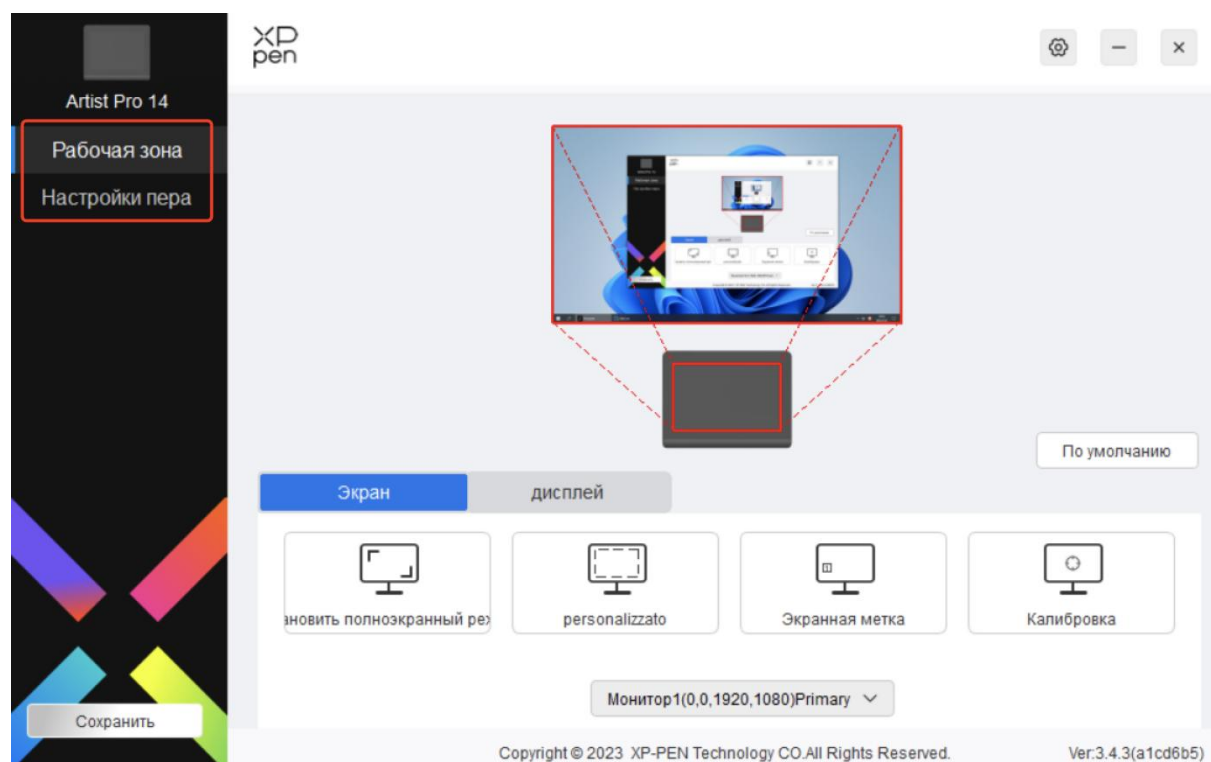 XP
pen
Artist Pro 14
Рабочая зона
Настройки пера
По умолчанию
Экран
дисплей
ановить полноэкранный реж
personalizzato
Экранная метка
Калибровка
Монитор1(0,0,1920,1080)Primary
Сохранить
Copyright © 2023 XP-PEN Technology CO.All Rights Reserved.
Ver:3.4.3(a1cd6b5)